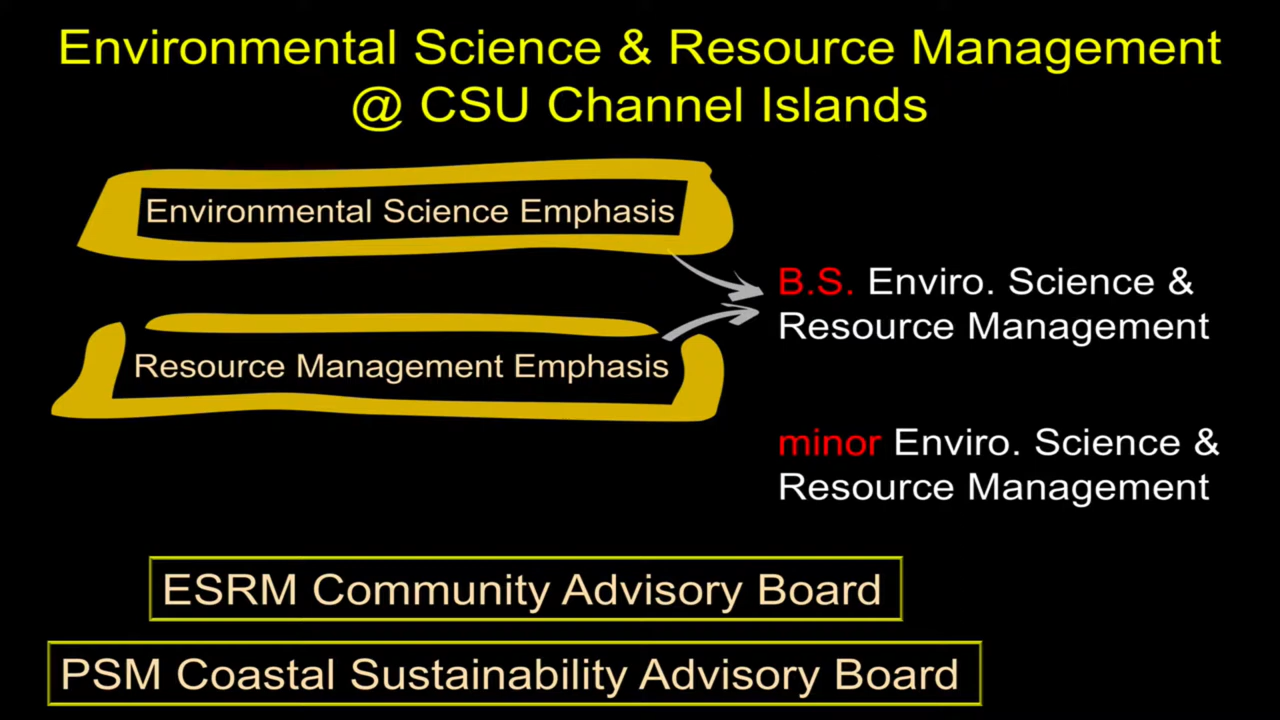 Environmental Science & Resource Management
@ CSU Channel Islands
Environmental Science Emphasis
Resource Management Emphasis
B.S. Enviro. Science &
Resource Management
minor Enviro. Science &
Resource Management
ESRM Community Advisory Board
PSM Coastal Sustainability Advisory Board